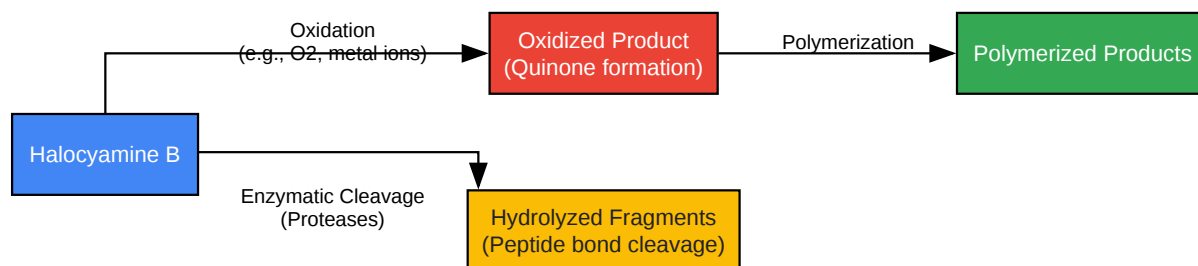 Oxidation
(e.g., O2, metal ions)
Oxidized Product
(Quinone formation)
Polymerization
Polymerized Products
Halocyamine B
Enzymatic Cleavage
(Proteases)
Hydrolyzed Fragments
(Peptide bond cleavage)